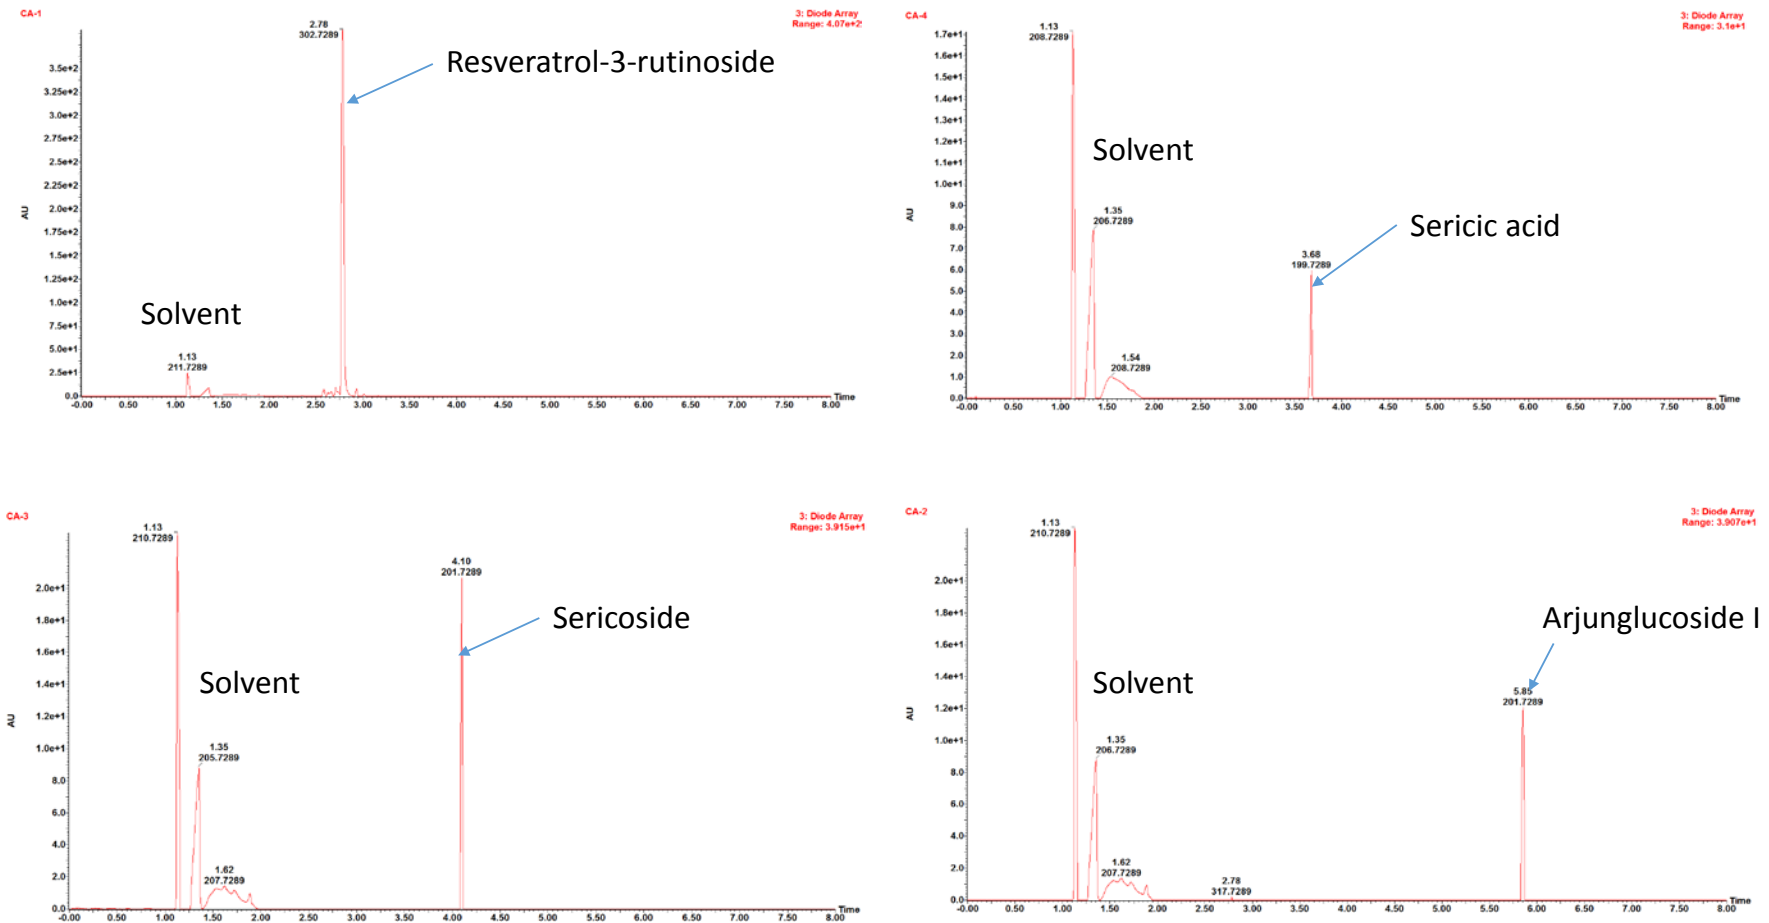 CA-1
3: Diode Array
Range: 4.07e+2
2.78
302.7289
Resveratrol-3-rutinoside
3.5e+2
3.25e+2
3.0e+2
2.75e+2
2.5e+2
2.25e+2
2.0e+2
1.75e+2
1.5e+2
1.25e+2
1.0e+2
7.5e+1
5.0e+1
2.5e+1
0.0
AU
Solvent
1.13
211.7289
-0.00 0.50 1.00 1.50 2.00 2.50 3.00 3.50 4.00 4.50 5.00 5.50 6.00 6.50 7.00 7.50 8.00
Time
CA-4
3: Diode Array
Range: 3.1e+1
1.13
208.7289
1.7e+1
1.6e+1
1.5e+1
1.4e+1
1.3e+1
1.2e+1
1.1e+1
1.0e+1
9.0
8.0
7.0
6.0
5.0
4.0
3.0
2.0
1.0
0.0
AU
Solvent
1.35
206.7289
1.54
208.7289
3.68
199.7289
Sericic acid
-0.00 0.50 1.00 1.50 2.00 2.50 3.00 3.50 4.00 4.50 5.00 5.50 6.00 6.50 7.00 7.50 8.00
Time
CA-3
3: Diode Array
Range: 3.915e+1
1.13
210.7289
2.0e+1
1.8e+1
1.6e+1
1.4e+1
1.2e+1
1.0e+1
8.0
6.0
4.0
2.0
0.0
AU
Solvent
1.35
205.7289
1.62
207.7289
4.10
201.7289
Sericoside
-0.00 0.50 1.00 1.50 2.00 2.50 3.00 3.50 4.00 4.50 5.00 5.50 6.00 6.50 7.00 7.50 8.00
Time
CA-2
3: Diode Array
Range: 3.907e+1
1.13
210.7289
2.0e+1
1.8e+1
1.6e+1
1.4e+1
1.2e+1
1.0e+1
8.0
6.0
4.0
2.0
0.0
AU
Solvent
1.35
206.7289
1.62
207.7289
2.78
317.7289
5.85
201.7289
Arjunglucoside I
-0.00 0.50 1.00 1.50 2.00 2.50 3.00 3.50 4.00 4.50 5.00 5.50 6.00 6.50 7.00 7.50 8.00
Time